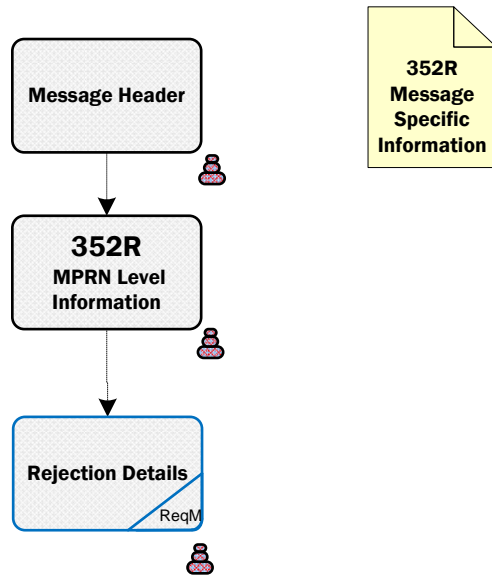 Message Header
352R
Message
Specific
Information
352R
MPRN Level
Information
Rejection Details
ReqM